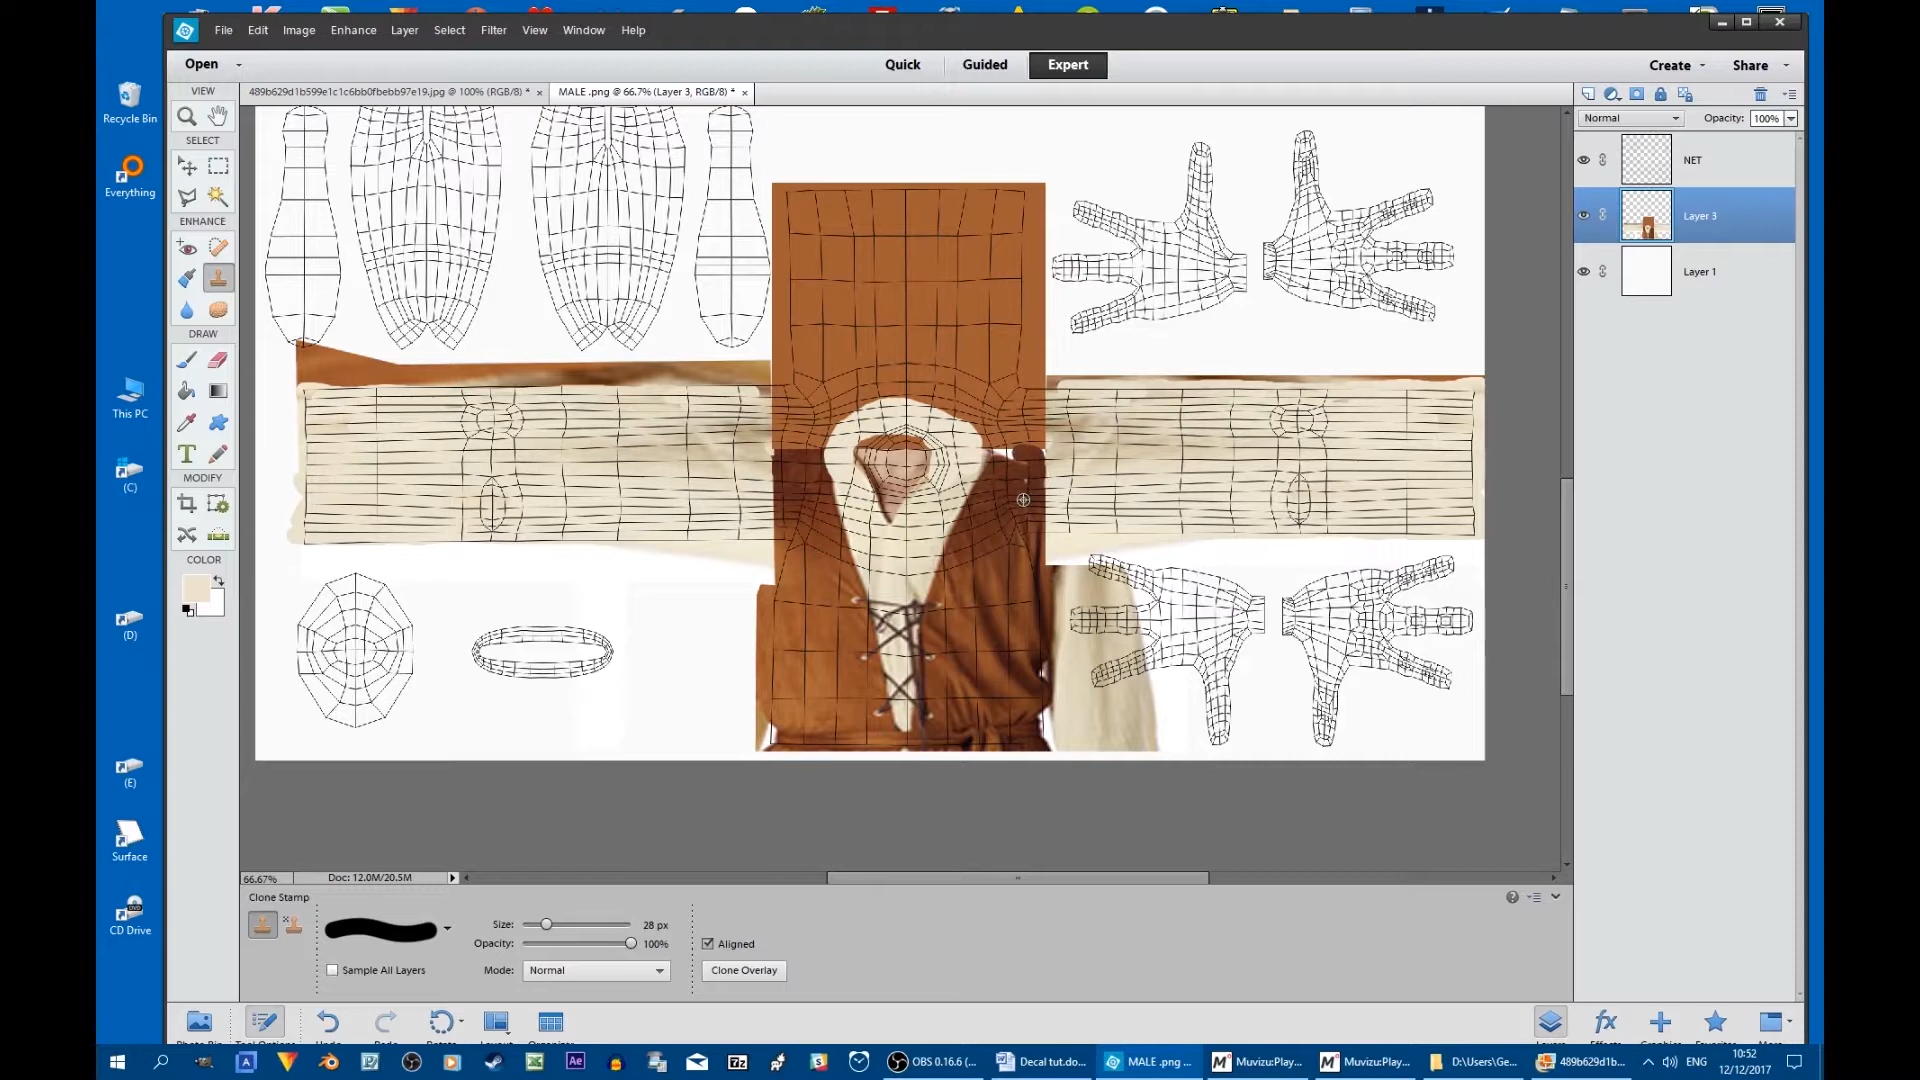 File Edit Image Enhance Layer Select Filter View Window Help
Open Quick Guided Expert Create Share
VIEW
489b629d1b599e1c1c6bb0fbebb97e19.jpg @ 100% (RGB/8) * × MALE .png @ 66.7% (Layer 3, RGB/8) * ×
Normal Opacity: 100%
Recycle Bin
SELECT
NET
Everything
Layer 3
ENHANCE
Layer 1
DRAW
This PC
T
MODIFY
(C)
COLOR
(D)
(E)
Surface
66.67% Doc: 12.0M/20.5M
Clone Stamp
CD Drive
Size: 28 px
Opacity: 100%
Aligned
Sample All Layers Mode: Normal Clone Overlay
OBS 0.16.6 (... Decal tut.do... MALE .png ... Muvizu:Play... Muvizu:Play... D:\Users\Ge... 489b629d1b... ENG 10:52
12/12/2017